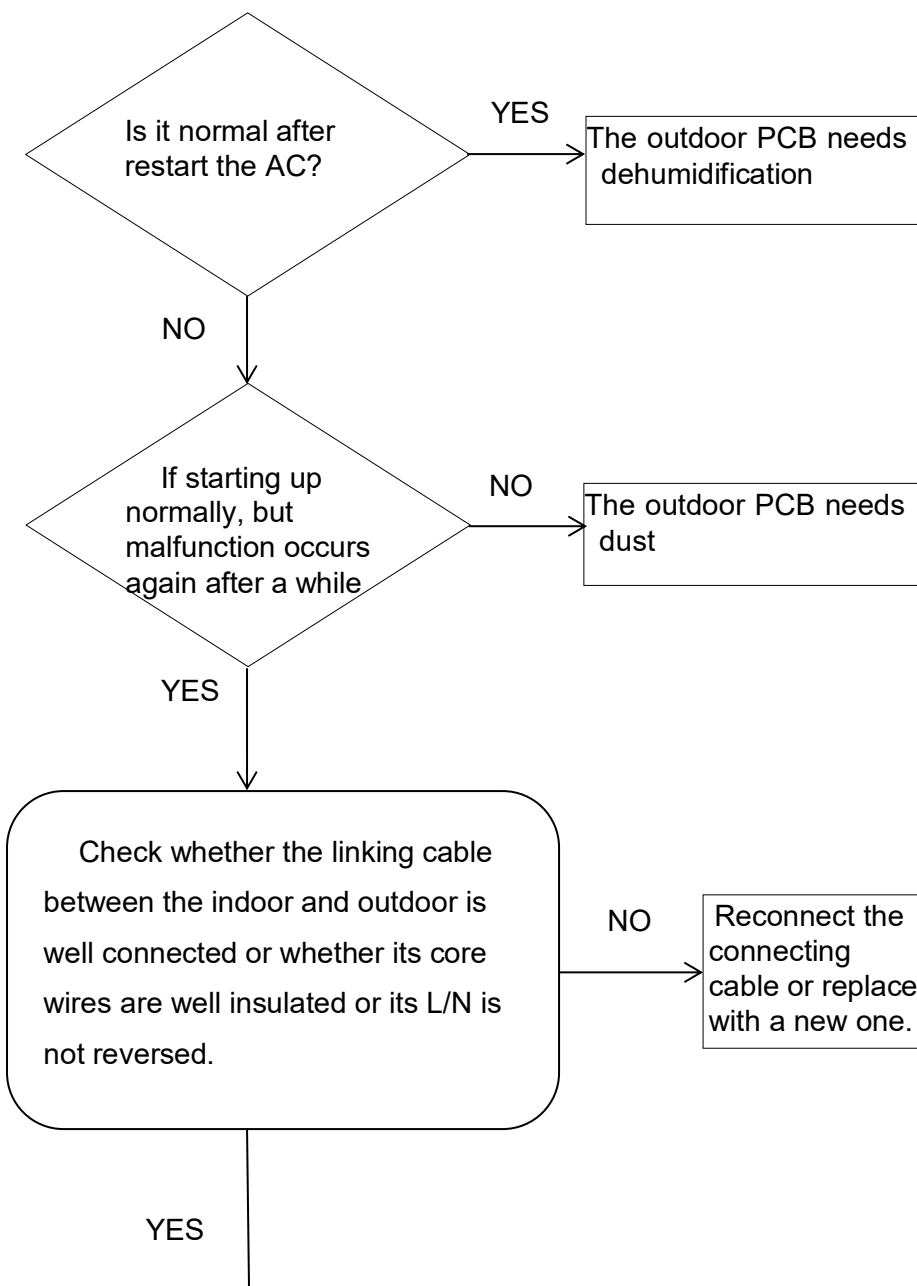 Is it normal after
restart the AC?
YES
The outdoor PCB needs
dehumidification
NO
If starting up
normally, but
malfunction occurs
again after a while
NO
The outdoor PCB needs
dust
YES
Check whether the linking cable
between the indoor and outdoor is
well connected or whether its core
wires are well insulated or its L/N is
not reversed.
NO
Reconnect the
connecting
cable or replace
with a new one.
YES